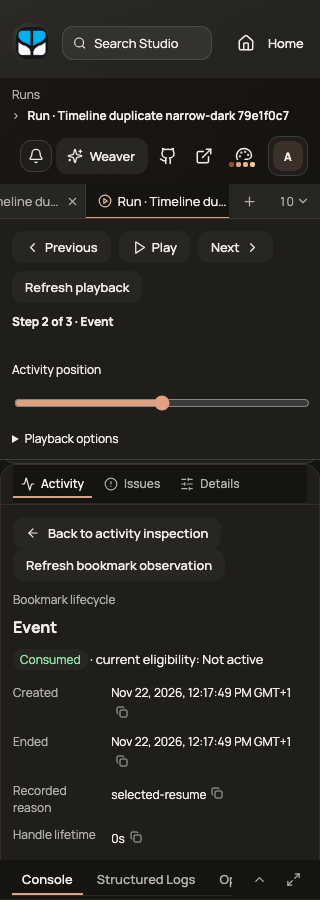 Search Studio
Home
Runs
› Run · Timeline duplicate narrow-dark 79e1f0c7
Weaver
A
neline du... ×
Run · Timeline du...
+
10
Previous
Play
Next
Refresh playback
Step 2 of 3 · Event
Activity position
Playback options
Activity
Issues
Details
Back to activity inspection
Refresh bookmark observation
Bookmark lifecycle
Event
Consumed · current eligibility: Not active
Created Nov 22, 2026, 12:17:49 PM GMT+1
Ended Nov 22, 2026, 12:17:49 PM GMT+1
Recorded
reason
selected-resume
Handle lifetime 0s
Console
Structured Logs